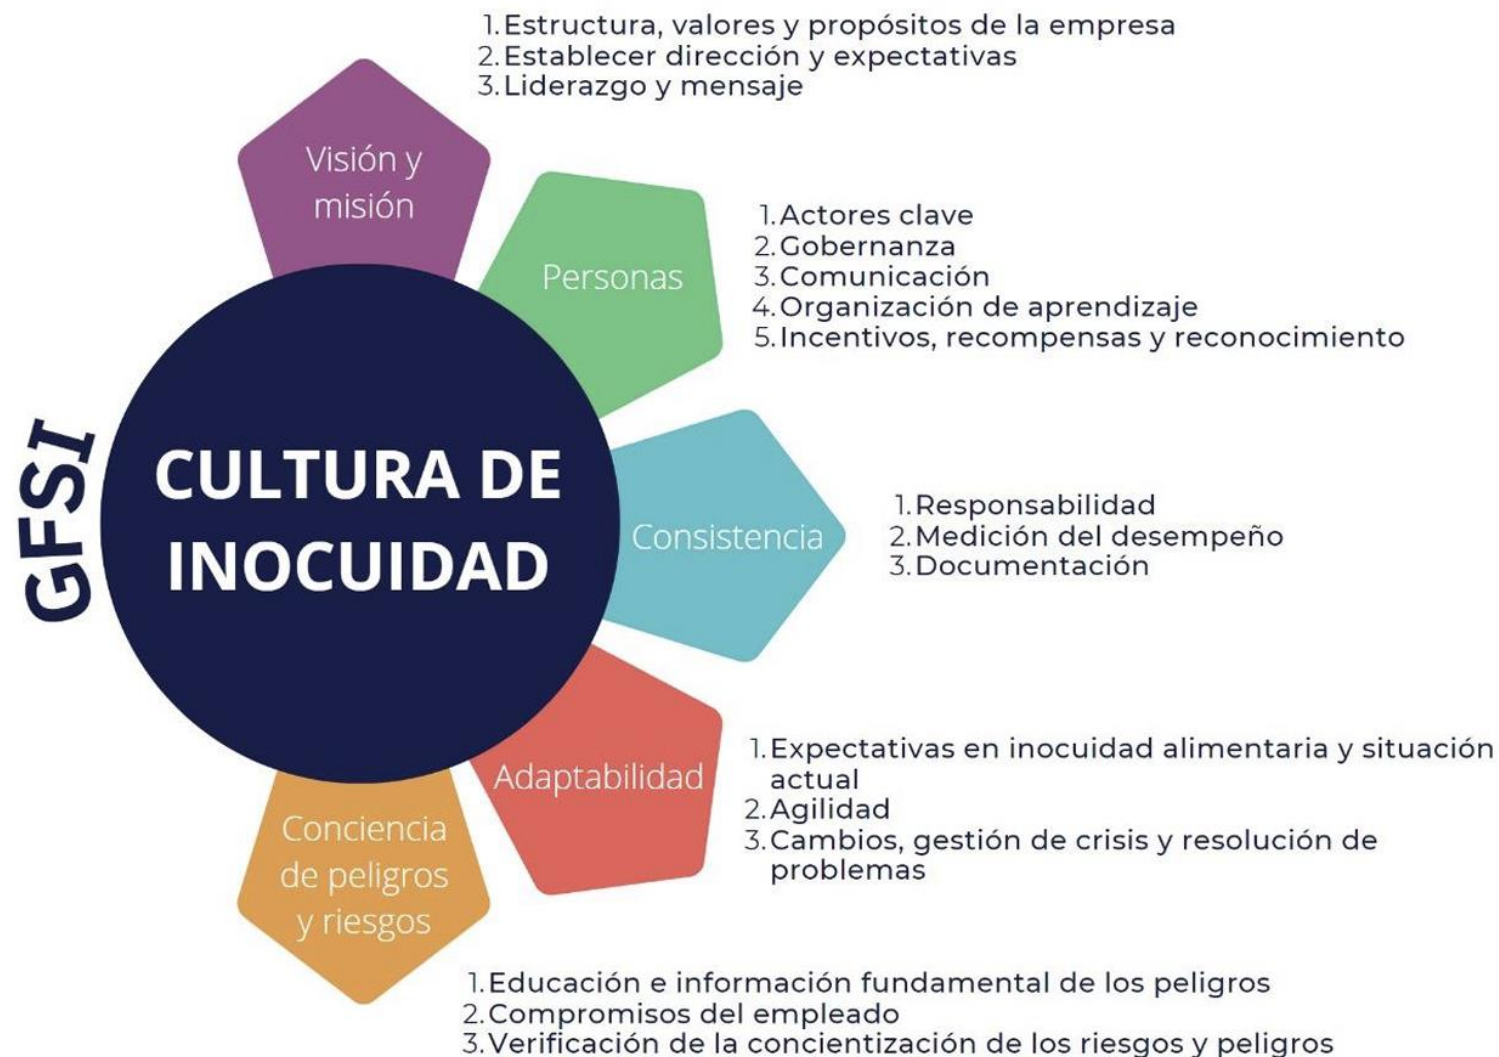 1. Estructura, valores y propósitos de la empresa
2. Establecer dirección y expectativas
3. Liderazgo y mensaje
Visión y
misión
Personas
1. Actores clave
2. Gobernanza
3. Comunicación
4. Organización de aprendizaje
5. Incentivos, recompensas y reconocimiento
GFSI
CULTURA DE
INOCUIDAD
Consistencia
1. Responsabilidad
2. Medición del desempeño
3. Documentación
Adaptabilidad
1. Expectativas en inocuidad alimentaria y situación
actual
2. Agilidad
3. Cambios, gestión de crisis y resolución de
problemas
Conciencia
de peligros
y riesgos
1. Educación e información fundamental de los peligros
2. Compromisos del empleado
3. Verificación de la concientización de los riesgos y peligros